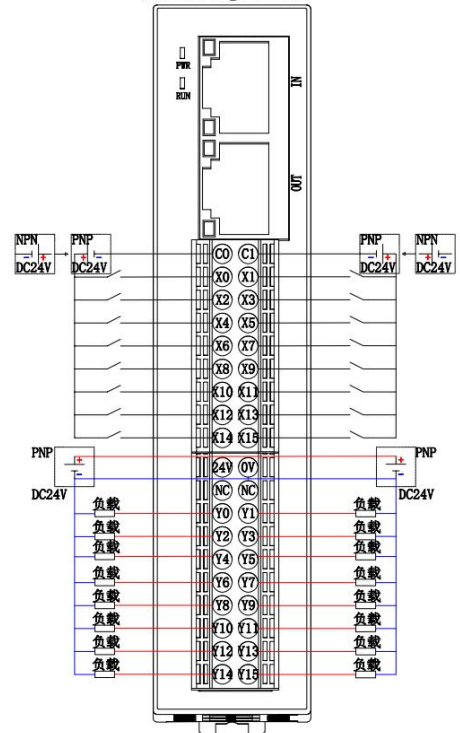 PWR
IN
RUN
OUT
NPN PNP C0 C1 PNP NPN
- + + - - + - +
DC24V DC24V X0 X1 DC24V DC24V
X2 X3
X4 X5
X6 X7
X8 X9
X10 X11
X12 X13
X14 X15
PNP + + PNP
- 24V 0V -
DC24V NC NC DC24V
负载 Y0 Y1 负载
负载 Y2 Y3 负载
负载 Y4 Y5 负载
负载 Y6 Y7 负载
负载 Y8 Y9 负载
负载 Y10 Y11 负载
负载 Y12 Y13 负载
负载 Y14 Y15 负载